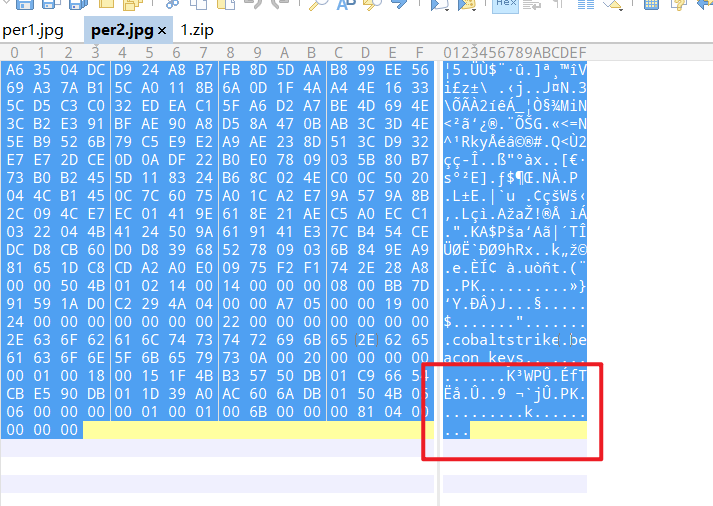 per1.jpg per2.jpg × 1.zip
0 1 2 3 4 5 6 7 8 9 A B C D E F 0123456789ABCDEF
A6 35 04 DC D9 24 A8 B7 FB 8D 5D AA B8 99 EE 56 ¦5.ÜÙ$¨·û.]ª¸™îV
69 A3 7A B1 5C A0 11 8B 6A 0D 1F 4A A4 4E 16 33 i£z±\ .‹j..J¤N.3
5C D5 C3 C0 32 ED EA C1 5F A6 D2 A7 BE 4D 69 4E \ÕÃÀ2íêÁ_¦Ò§¾MiN
3C B2 E3 91 BF AE 90 A8 D5 8A 47 0B AB 3C 3D 4E <²ã‘¿®.¨ÕŠG.«<=N
5E B9 52 6B 79 C5 E9 E2 A9 AE 23 8D 51 3C D9 32 ^¹RkyÅéâ©®#.Q<Ù2
E7 E7 2D CE 0D 0A DF 22 B0 E0 78 09 03 5B 80 B7 çç-Î..ß"°àx..[€·
73 B0 B2 45 5D 11 83 24 B6 8C 02 4E C0 0C 50 20 s°²E].ƒ$¶Œ.NÀ.P
04 4C B1 45 0C 7C 60 75 A0 1C A2 E7 9A 57 9A 8B .L±E.|`u .¢çšWš‹
2C 09 4C E7 EC 01 41 9E 61 8E 21 AE C5 A0 EC C1 ,.Lçì.AžaŽ!®Å ìÁ
03 22 04 4B 41 24 50 9A 61 91 41 E3 7C B4 54 CE .".KA$Pša‘Aã|´TÎ
DC D8 CB 60 D0 D8 39 68 52 78 09 03 6B 84 9E A9 ÜØË`ÐØ9hRx..k„ž©
81 65 1D C8 CD A2 A0 E0 09 75 F2 F1 74 2E 28 A8 .e.ÈÍ¢ à.uòñt.(¨
00 00 50 4B 01 02 14 00 14 00 00 00 08 00 BB 7D ..PK..........»}
91 59 1A D0 C2 29 4A 04 00 00 A7 05 00 00 19 00 ‘Y.ÐÂ)J...§.....
24 00 00 00 00 00 00 00 22 00 00 00 00 00 00 00 $.......".......
2E 63 6F 62 61 6C 74 73 74 72 69 6B 65 2E 62 65 .cobaltstrike.be
61 63 6F 6E 5F 6B 65 79 73 0A 00 20 00 00 00 00 acon_keys.. ....
00 01 00 18 00 15 1F 4B B3 57 50 DB 01 C9 66 54 .......K³WPÛ.ÉfT
CB E5 90 DB 01 1D 39 A0 AC 60 6A DB 01 50 4B 05 Ëå.Û..9 ¬`jÛ.PK.
06 00 00 00 00 01 00 01 00 6B 00 00 00 81 04 00 .........k......
00 00 00 ...